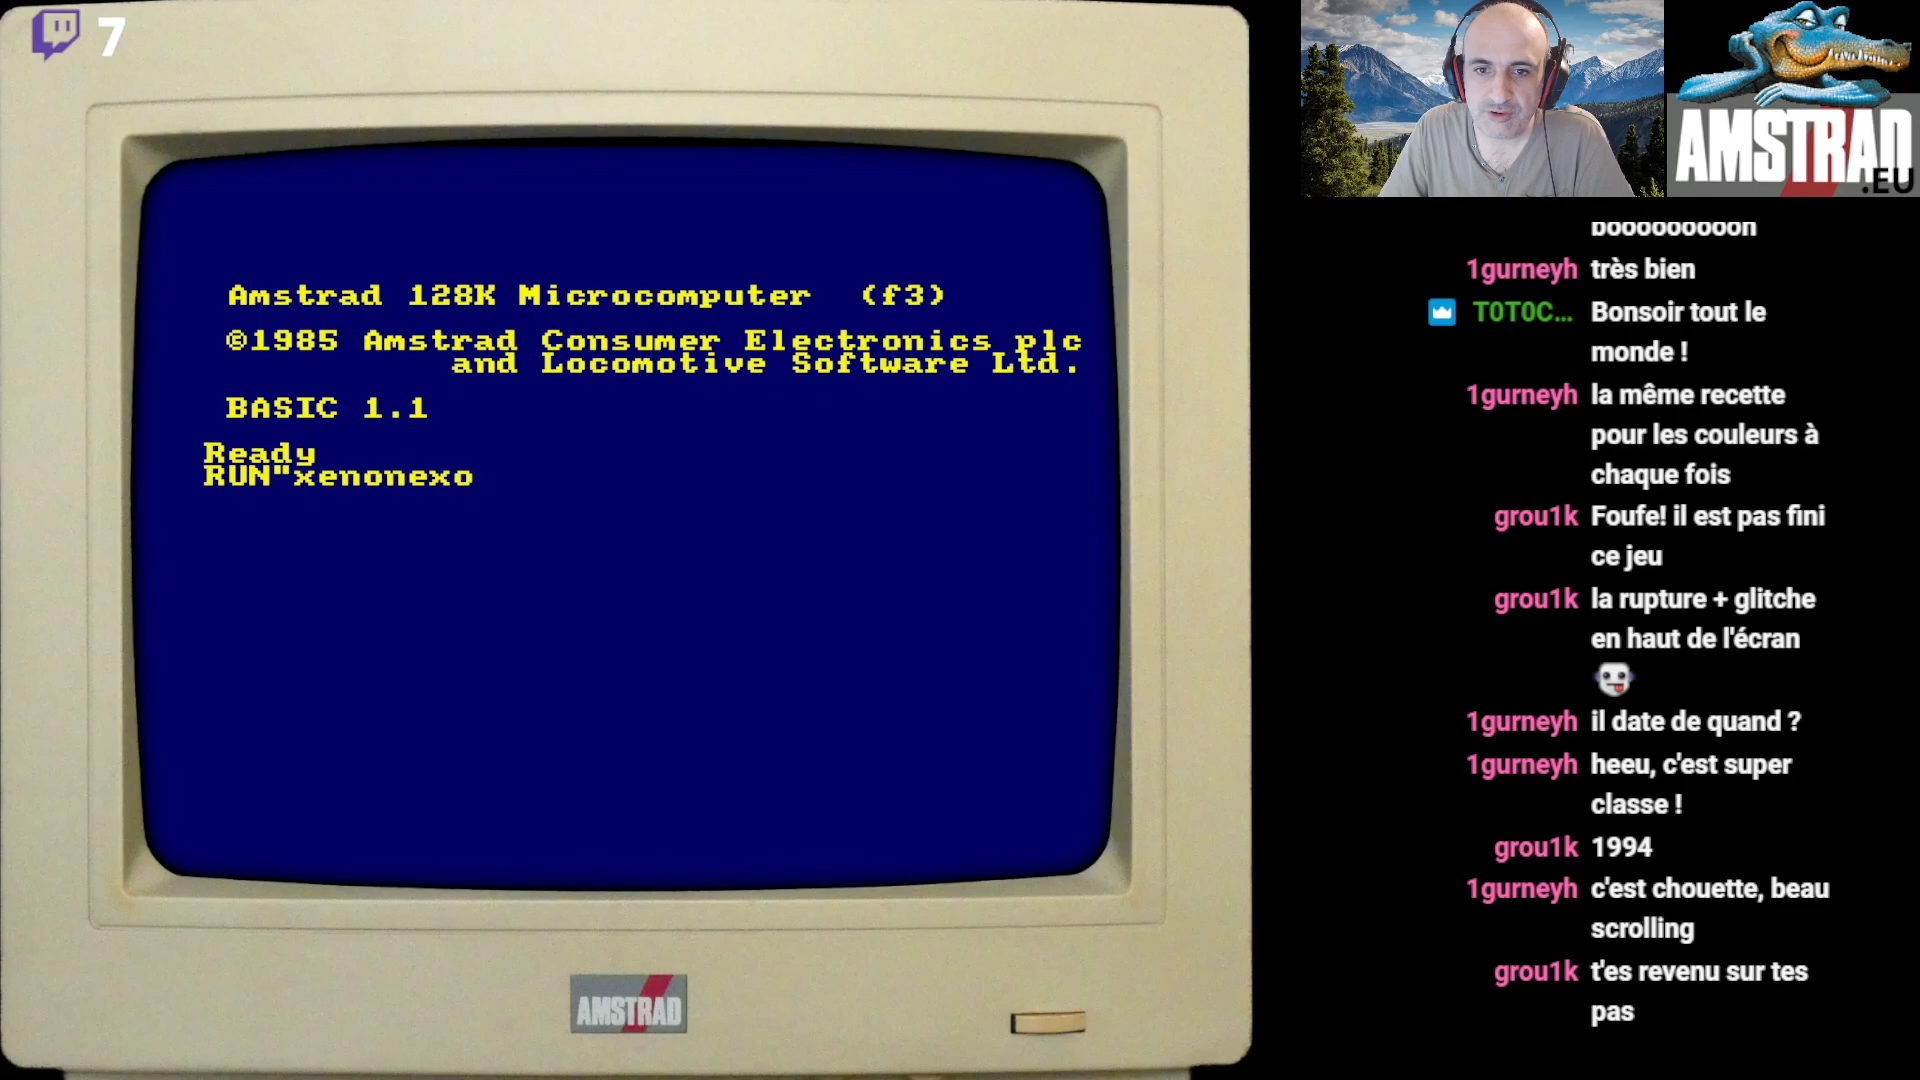 7
Amstrad 128K Microcomputer (f3)
©1985 Amstrad Consumer Electronics plc
and Locomotive Software Ltd.
BASIC 1.1
Ready
RUN"xenonexo
AMSTRAD
AMSTRAD
.EU
booooooooon
1gurneyh très bien
T0T0C... Bonsoir tout le
monde !
1gurneyh la même recette
pour les couleurs à
chaque fois
grou1k Foufe! il est pas fini
ce jeu
grou1k la rupture + glitche
en haut de l'écran
1gurneyh il date de quand ?
1gurneyh heeu, c'est super
classe !
grou1k 1994
1gurneyh c'est chouette, beau
scrolling
grou1k t'es revenu sur tes
pas